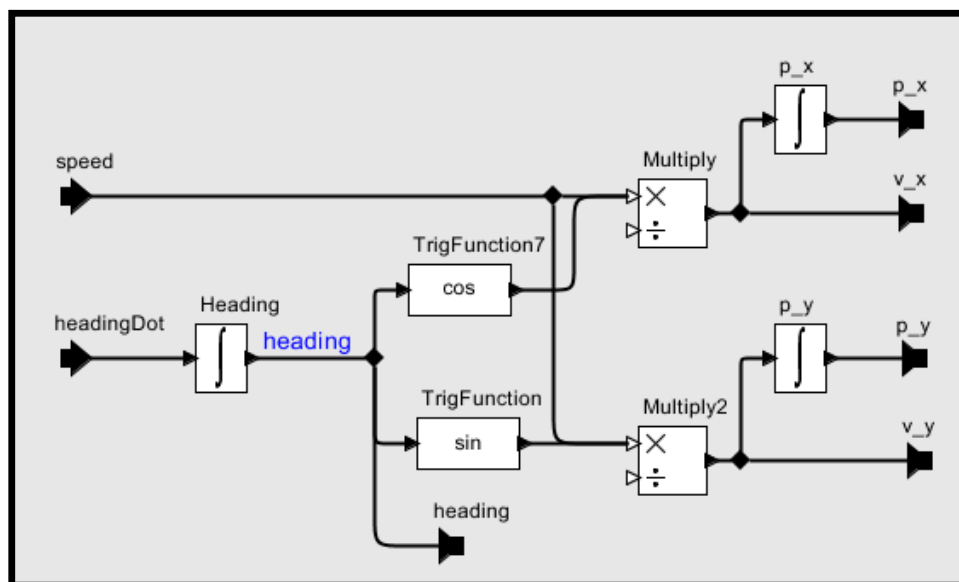 p_x
p_x
speed
Multiply
v_x
×
÷
TrigFunction7
cos
Heading
p_y
headingDot
∫
heading
p_y
∫
∫
TrigFunction
Multiply2
v_y
sin
×
÷
heading